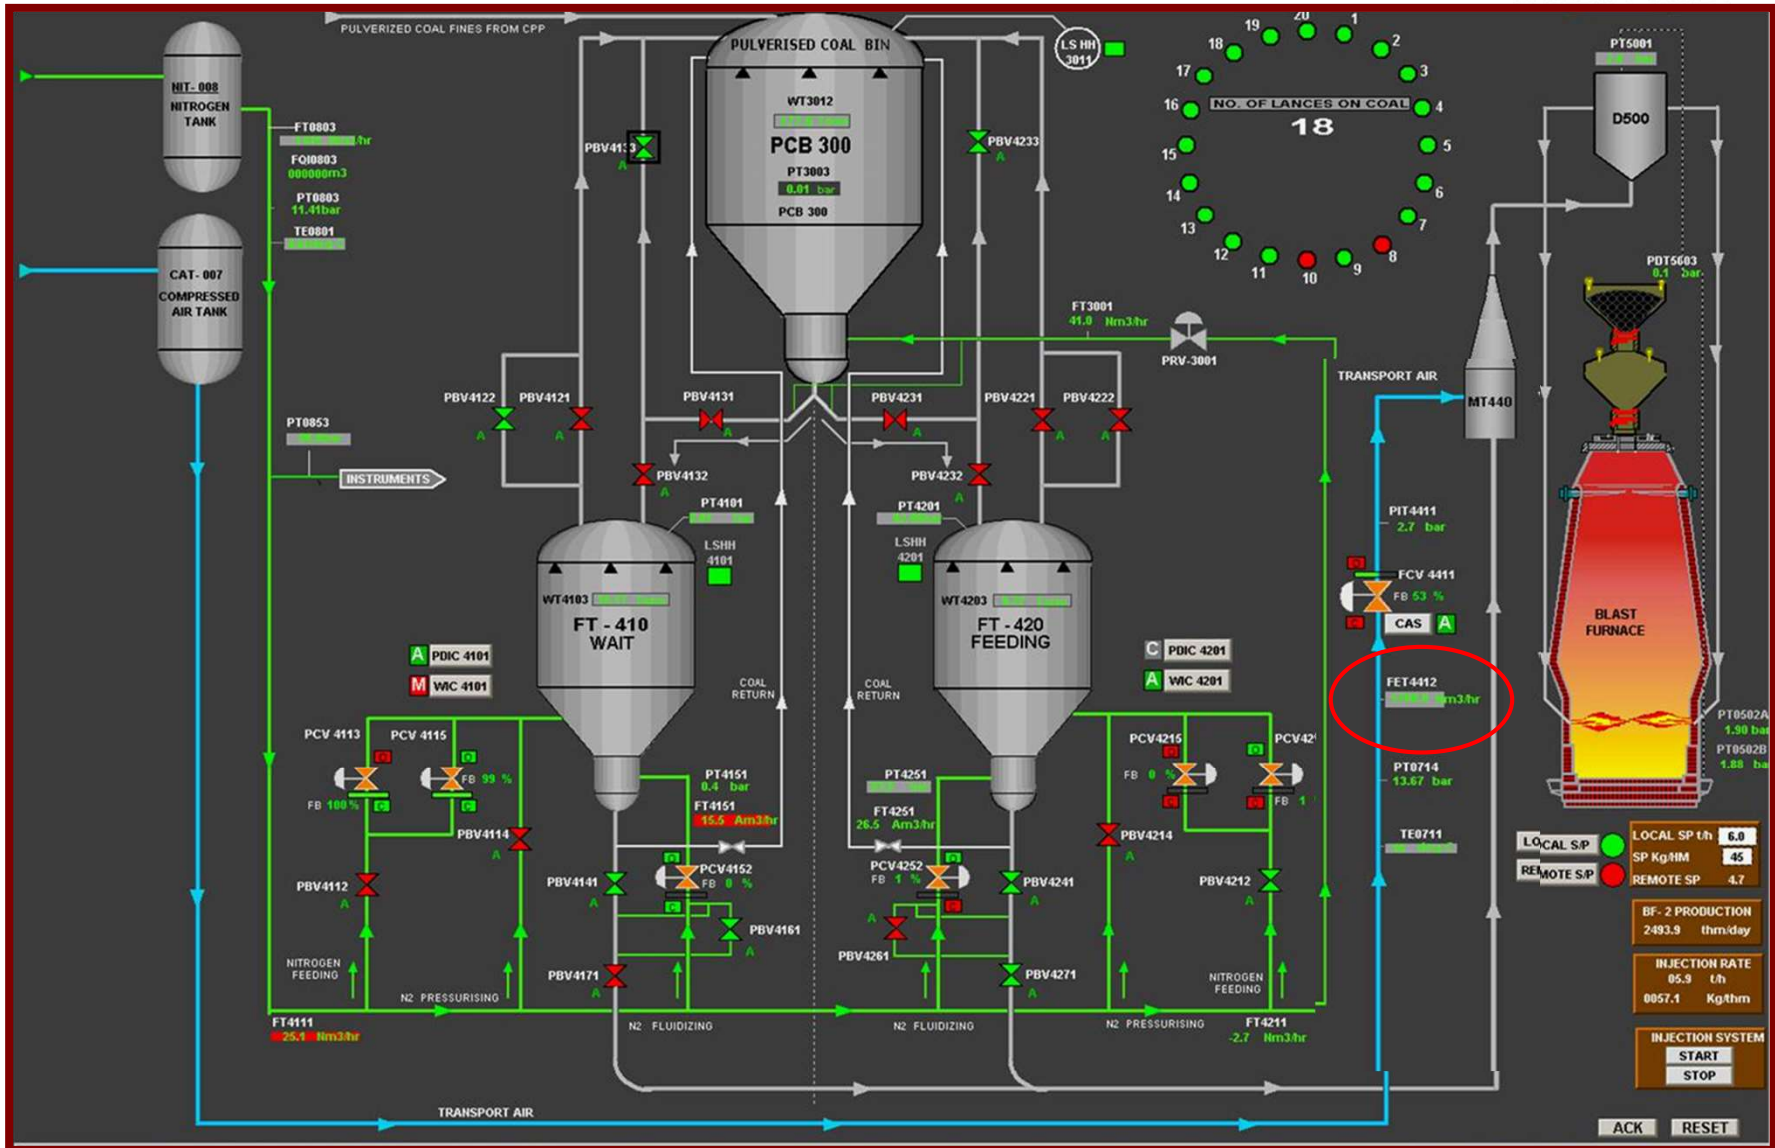 PULVERIZED COAL FINES FROM CPP
PULVERISED COAL BIN
LS HH
3011
20
1
2
3
4
5
6
7
8
9
10
11
12
13
14
15
16
17
18
19
NO. OF LANCES ON COAL
18
PT5001
D500
NIT- 008
NITROGEN
TANK
FT0803
FQI0803
000000m3
PT0803
11.41bar
TE0801
CAT- 007
COMPRESSED
AIR TANK
PT0853
INSTRUMENTS
WT3012
PCB 300
PT3003
0.01 bar
PCB 300
PBV4133
A
PBV4233
A
FT3001
41.0 Nm3/hr
PRV-3001
PDT5603
0.1 bar
TRANSPORT AIR
MT440
PBV4122
A
PBV4121
A
PBV4131
A
PBV4231
A
PBV4221
A
PBV4222
A
PBV4132
A
PBV4232
A
PT4101
LSHH
4101
PT4201
LSHH
4201
WT4103
FT - 410
WAIT
WT4203
FT - 420
FEEDING
A PDIC 4101
M WIC 4101
C PDIC 4201
A WIC 4201
COAL
RETURN
COAL
RETURN
PIT4411
2.7 bar
O
FCV 4411
FB 53 %
C
CAS A
FET4412
PT0714
13.67 bar
TE0711
BLAST
FURNACE
PT0502A
1.90 bar
PT0502B
1.88 ba
PCV 4113
O
FB 100 %
C
PCV 4115
O
FB 99 %
C
PBV4114
A
PBV4112
A
PT4151
0.4 bar
FT4151
15.5 Am3/hr
PCV4152
O
FB 0 %
C
PBV4141
A
PBV4161
A
PBV4171
A
PT4251
FT4251
26.5 Am3/hr
PCV4252
O
FB 1 %
C
PBV4241
A
A
PBV4261
PBV4271
A
PCV4215
O
FB 0 %
C
PCV421
O
FB 1
C
PBV4214
A
PBV4212
A
NITROGEN
FEEDING
N2 PRESSURISING
N2 FLUIDIZING
N2 FLUIDIZING
N2 PRESSURISING
NITROGEN
FEEDING
FT4111
25.1 Nm3/hr
FT4211
-2.7 Nm3/hr
TRANSPORT AIR
LOCAL S/P
REMOTE S/P
LOCAL SP t/h 6.0
SP Kg/HM 45
REMOTE SP 4.7
BF- 2 PRODUCTION
2493.9 thm/day
INJECTION RATE
05.9 t/h
0057.1 Kg/thm
INJECTION SYSTEM
START
STOP
ACK
RESET